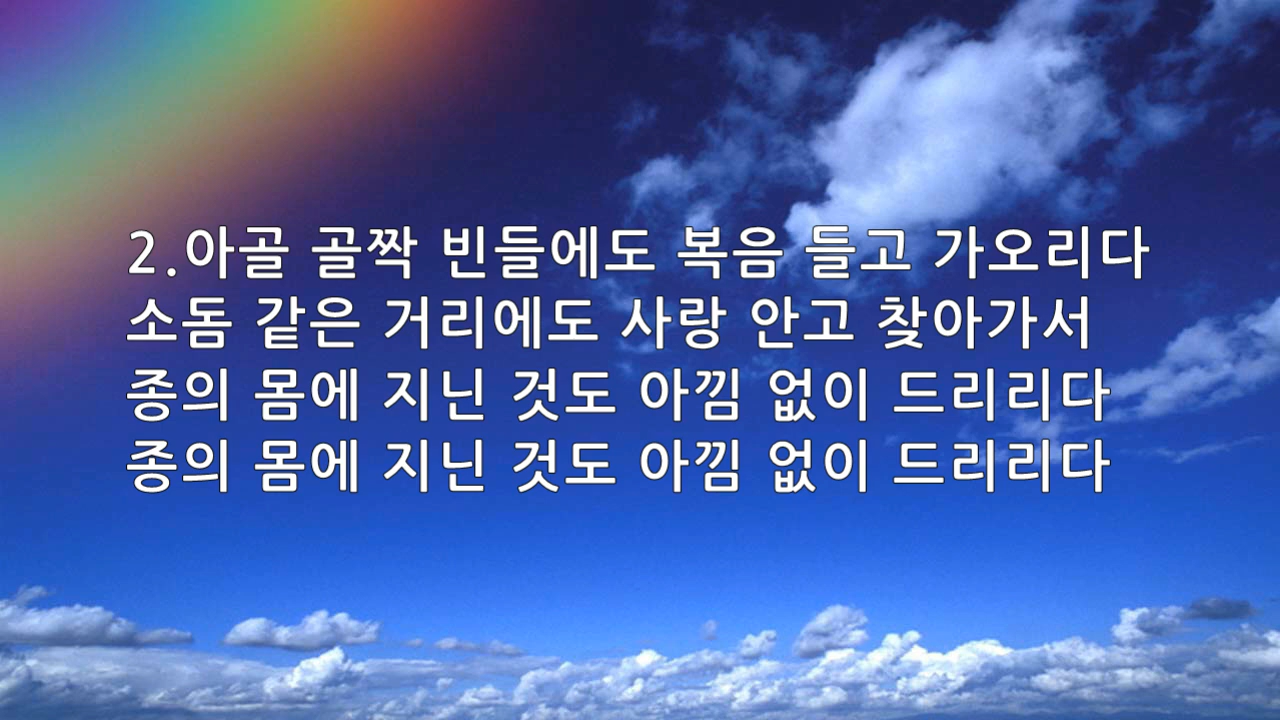 2.아골 골짝 빈들에도 복음 들고 가오리다
소돔 같은 거리에도 사랑 안고 찾아가서
종의 몸에 지닌 것도 아낌 없이 드리리다
종의 몸에 지닌 것도 아낌 없이 드리리다